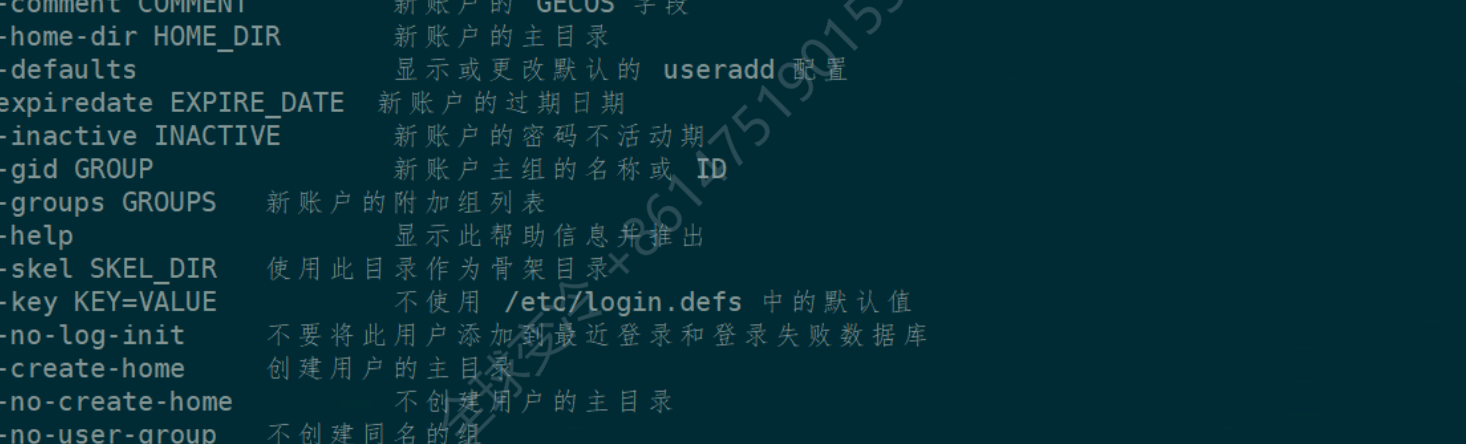 -comment COMMENT 新账户的 GECOS 字段
-home-dir HOME_DIR 新账户的主目录
-defaults 显示或更改默认的 useradd 配置
expiredate EXPIRE_DATE 新账户的过期日期
-inactive INACTIVE 新账户的密码不活动期
-gid GROUP 新账户主组的名称或 ID
-groups GROUPS 新账户的附加组列表
-help 显示此帮助信息并推出
-skel SKEL_DIR 使用此目录作为骨架目录
-key KEY=VALUE 不使用 /etc/login.defs 中的默认值
-no-log-init 不要将此用户添加到最近登录和登录失败数据库
-create-home 创建用户的主目录
-no-create-home 不创建用户的主目录
-no-user-group 不创建同名的组